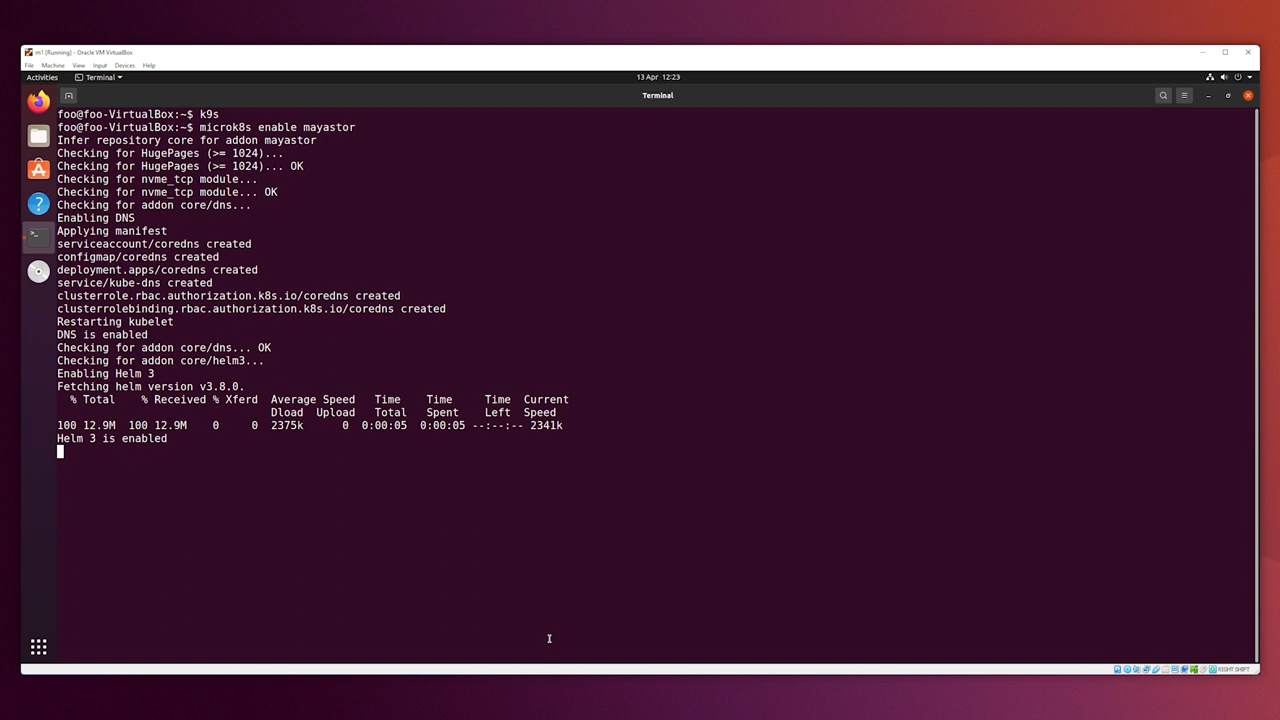 m1 [Running] - Oracle VM VirtualBox
File Machine View Input Devices Help
Activities Terminal 13 Apr 12:23
Terminal
foo@foo-VirtualBox:~$ k9s
foo@foo-VirtualBox:~$ microk8s enable mayastor
Infer repository core for addon mayastor
Checking for HugePages (>= 1024)...
Checking for HugePages (>= 1024)... OK
Checking for nvme_tcp module...
Checking for nvme_tcp module... OK
Checking for addon core/dns...
Enabling DNS
Applying manifest
serviceaccount/coredns created
configmap/coredns created
deployment.apps/coredns created
service/kube-dns created
clusterrole.rbac.authorization.k8s.io/coredns created
clusterrolebinding.rbac.authorization.k8s.io/coredns created
Restarting kubelet
DNS is enabled
Checking for addon core/dns... OK
Checking for addon core/helm3...
Enabling Helm 3
Fetching helm version v3.8.0.
% Total % Received % Xferd Average Speed Time Time Time Current
Dload Upload Total Spent Left Speed
100 12.9M 100 12.9M 0 0 2375k 0 0:00:05 0:00:05 --:--:-- 2341k
Helm 3 is enabled
RIGHT SHIFT